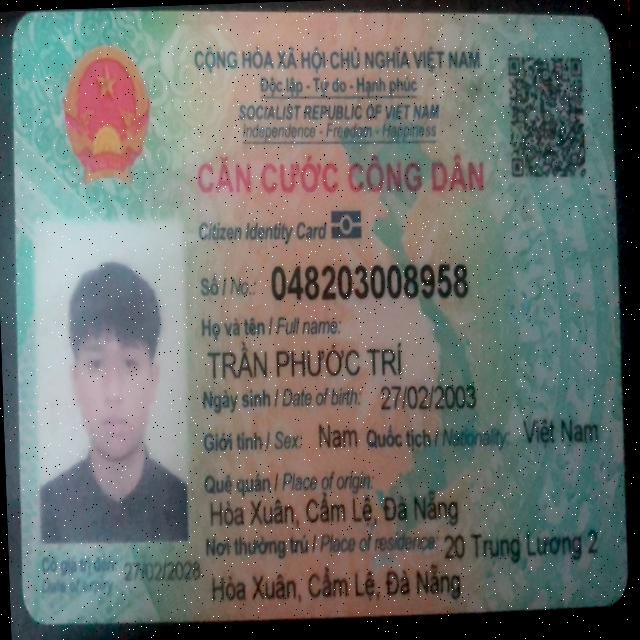 CỘNG HÒA XÃ HỘI CHỦ NGHĨA VIỆT NAM
Độc lập - Tự do - Hạnh phúc
SOCIALIST REPUBLIC OF VIET NAM
Independence - Freedom - Happiness
CĂN CƯỚC CÔNG DÂN
Citizen Identity Card
Số / No.: 048203008958
Họ và tên / Full name:
TRẦN PHƯỚC TRÍ
Ngày sinh / Date of birth: 27/02/2003
Giới tính / Sex: Nam Quốc tịch / Nationality: Việt Nam
Quê quán / Place of origin:
Hòa Xuân, Cẩm Lệ, Đà Nẵng
Nơi thường trú / Place of residence: 20 Trung Lương 2
Hòa Xuân, Cẩm Lệ, Đà Nẵng
Có giá trị đến: 27/02/2028
Date of expiry